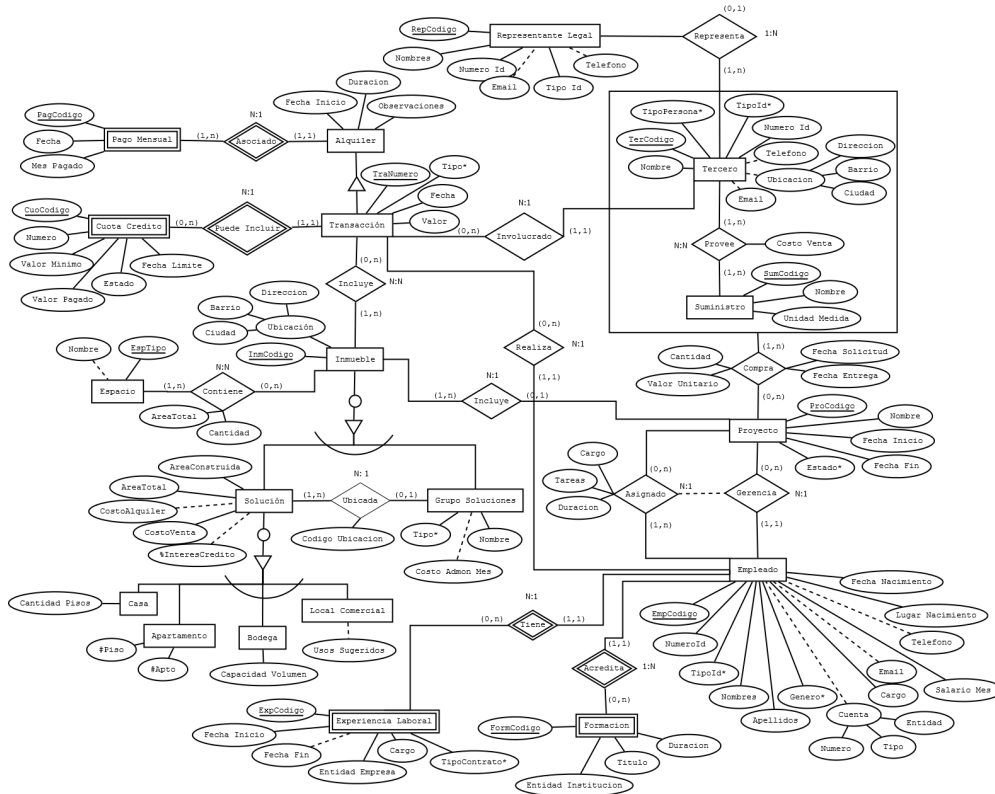 (0,1)
RepCodigo
Representante Legal
Representa
1:N
Nombres
Numero Id
Email
Tipo Id
Telefono
(1,n)
Duracion
Fecha Inicio
Observaciones
PagCodigo
Fecha
Mes Pagado
Pago Mensual
(1,n)
N:1
Asociado
(1,1)
Alquiler
TipoPersona*
TipoId*
TerCodigo
Numero Id
Nombre
Tercero
Telefono
Ubicacion
Direccion
Barrio
Ciudad
Email
TraNumero
Tipo*
Fecha
Valor
CuoCodigo
Numero
Valor Minimo
Valor Pagado
Estado
Fecha Limite
Cuota Credito
(0,n)
N:1
Puede Incluir
(1,1)
Transacción
(0,n)
N:1
Involucrado
(1,1)
(1,n)
N:N
Provee
Costo Venta
(1,n)
SumCodigo
Nombre
Suministro
Unidad Medida
(0,n)
Incluye
N:N
(1,n)
Direccion
Barrio
Ciudad
Ubicación
InmCodigo
Inmueble
(0,n)
Realiza
N:1
(1,1)
Nombre
EspTipo
Espacio
(1,n)
N:N
Contiene
(0,n)
AreaTotal
Cantidad
(1,n)
N:1
Incluye
(0,1)
Cantidad
Valor Unitario
(1,n)
Compra
Fecha Solicitud
Fecha Entrega
(0,n)
ProCodigo
Nombre
Proyecto
Fecha Inicio
Fecha Fin
Estado*
AreaConstruida
AreaTotal
CostoAlquiler
CostoVenta
%InteresCredito
Solución
(1,n)
N: 1
Ubicada
(0,1)
Codigo Ubicacion
Grupo Soluciones
Tipo*
Nombre
Costo Admon Mes
Cargo
Tareas
Duracion
(0,n)
Asignado
N:1
(1,n)
(0,n)
Gerencia
N:1
(1,1)
Cantidad Pisos
Casa
Apartamento
#Piso
#Apto
Bodega
Capacidad Volumen
Local Comercial
Usos Sugeridos
Empleado
Fecha Nacimiento
Lugar Nacimiento
Telefono
EmpCodigo
NumeroId
TipoId*
Nombres
Apellidos
Genero*
Email
Cargo
Salario Mes
Cuenta
Entidad
Numero
Tipo
(0,n)
N:1
Tiene
(1,1)
(1,1)
Acredita
1:N
(0,n)
ExpCodigo
Fecha Inicio
Fecha Fin
Entidad Empresa
Cargo
TipoContrato*
Experiencia Laboral
FormCodigo
Formacion
Duracion
Titulo
Entidad Institucion